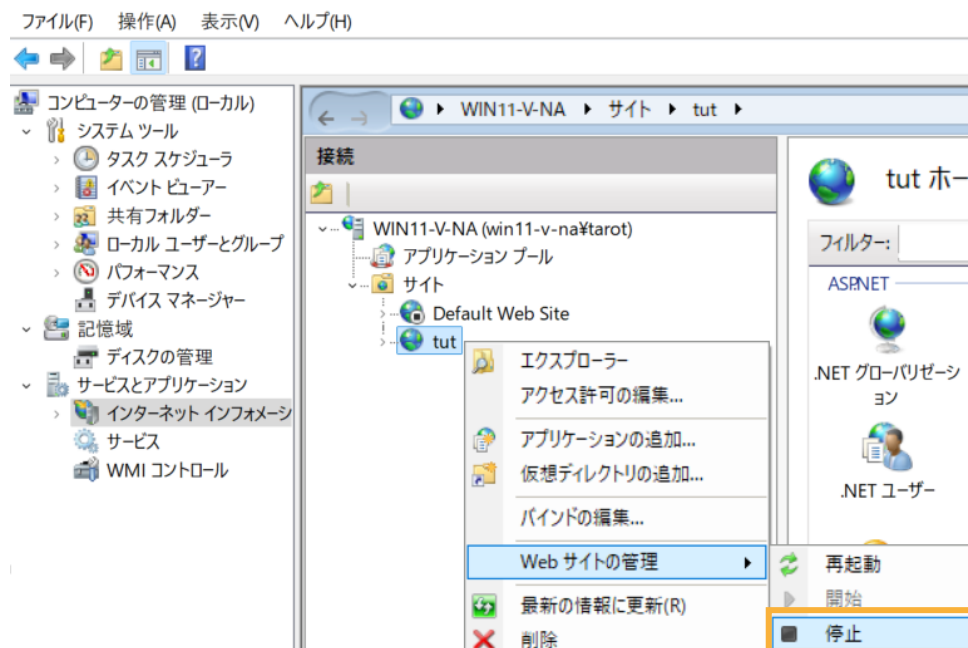 ファイル(F) 操作(A) 表示(V) ヘルプ(H)
コンピューターの管理 (ローカル)
システム ツール
タスク スケジューラ
イベント ビューアー
共有フォルダー
ローカル ユーザーとグループ
パフォーマンス
デバイス マネージャー
記憶域
ディスクの管理
サービスとアプリケーション
インターネット インフォメーシ
サービス
WMI コントロール
WIN11-V-NA サイト tut
接続
WIN11-V-NA (win11-v-na¥tarot)
アプリケーション プール
サイト
Default Web Site
tut
エクスプローラー
アクセス許可の編集...
アプリケーションの追加...
仮想ディレクトリの追加...
バインドの編集...
Web サイトの管理
最新の情報に更新(R)
削除
再起動
開始
停止
tut ホー
フィルター:
ASP.NET
.NET グローバリゼーシ
ョン
.NET ユーザー